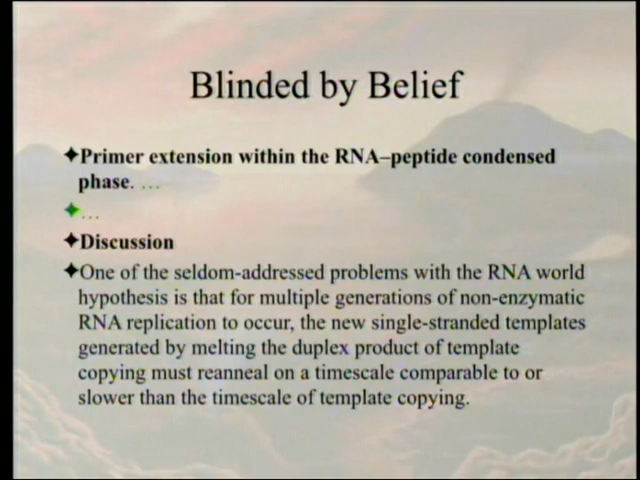 Blinded by Belief
✦Primer extension within the RNA–peptide condensed
phase. …
✦…
✦Discussion
✦One of the seldom-addressed problems with the RNA world
hypothesis is that for multiple generations of non-enzymatic
RNA replication to occur, the new single-stranded templates
generated by melting the duplex product of template
copying must reanneal on a timescale comparable to or
slower than the timescale of template copying.